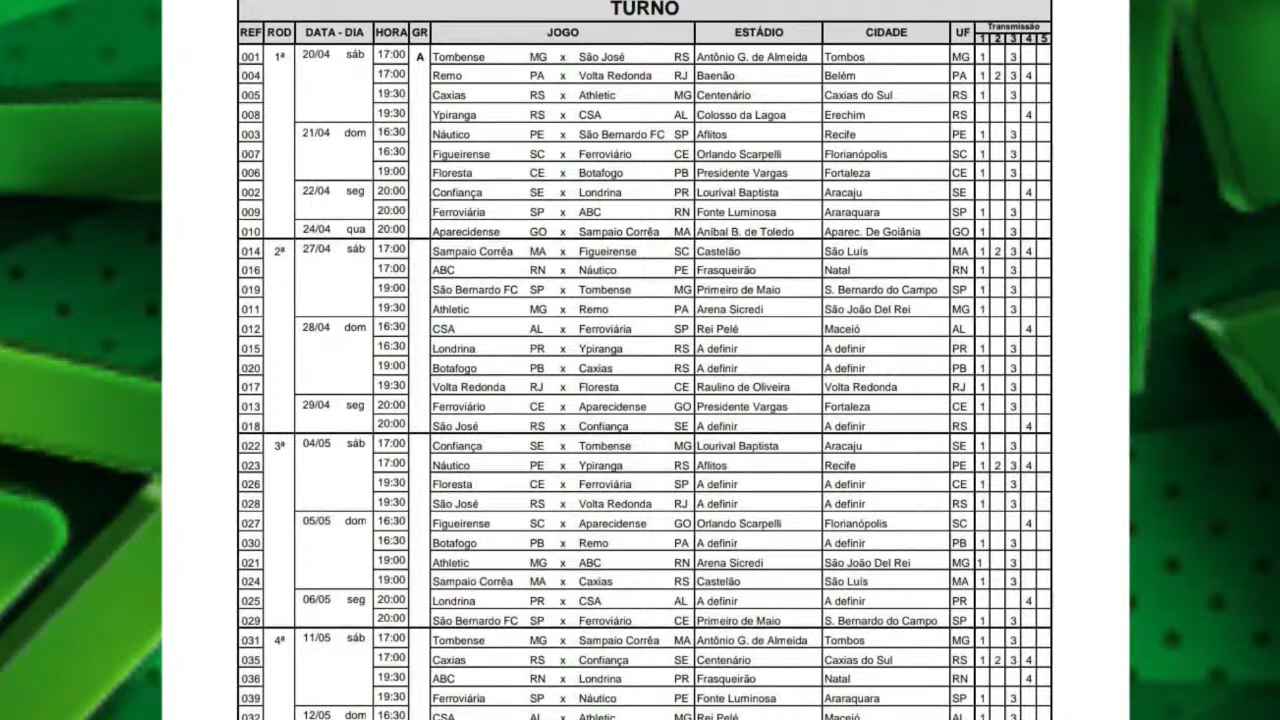 TURNO
REF ROD DATA - DIA HORA GR JOGO ESTÁDIO CIDADE UF Transmissão
1 2 3 4 5
001 1ª 20/04 sáb 17:00 A Tombense MG x São José RS Antônio G. de Almeida Tombos MG 1 3
004 17:00 Remo PA x Volta Redonda RJ Baenão Belém PA 1 2 3 4
005 19:30 Caxias RS x Athletic MG Centenário Caxias do Sul RS 1 3
008 19:30 Ypiranga RS x CSA AL Colosso da Lagoa Erechim RS 4
003 21/04 dom 16:30 Náutico PE x São Bernardo FC SP Aflitos Recife PE 1 3
007 16:30 Figueirense SC x Ferroviário CE Orlando Scarpelli Florianópolis SC 1 3
006 19:00 Floresta CE x Botafogo PB Presidente Vargas Fortaleza CE 1 3
002 22/04 seg 20:00 Confiança SE x Londrina PR Lourival Baptista Aracaju SE 4
009 20:00 Ferroviária SP x ABC RN Fonte Luminosa Araraquara SP 1 3
010 24/04 qua 20:00 Aparecidense GO x Sampaio Corrêa MA Aníbal B. de Toledo Aparec. De Goiânia GO 1 3
014 2ª 27/04 sáb 17:00 Sampaio Corrêa MA x Figueirense SC Castelão São Luís MA 1 2 3 4
016 17:00 ABC RN x Náutico PE Frasqueirão Natal RN 1 3
019 19:00 São Bernardo FC SP x Tombense MG Primeiro de Maio S. Bernardo do Campo SP 1 3
011 19:30 Athletic MG x Remo PA Arena Sicredi São João Del Rei MG 1 3
012 28/04 dom 16:30 CSA AL x Ferroviária SP Rei Pelé Maceió AL 4
015 16:30 Londrina PR x Ypiranga RS A definir A definir PR 1 3
020 19:00 Botafogo PB x Caxias RS A definir A definir PB 1 3
017 19:30 Volta Redonda RJ x Floresta CE Raulino de Oliveira Volta Redonda RJ 1 3
013 29/04 seg 20:00 Ferroviário CE x Aparecidense GO Presidente Vargas Fortaleza CE 1 3
018 20:00 São José RS x Confiança SE A definir A definir RS 4
022 3ª 04/05 sáb 17:00 Confiança SE x Tombense MG Lourival Baptista Aracaju SE 1 3
023 17:00 Náutico PE x Ypiranga RS Aflitos Recife PE 1 2 3 4
026 19:30 Floresta CE x Ferroviária SP A definir A definir CE 1 3
028 19:30 São José RS x Volta Redonda RJ A definir A definir RS 1 3
027 05/05 dom 16:30 Figueirense SC x Aparecidense GO Orlando Scarpelli Florianópolis SC 4
030 16:30 Botafogo PB x Remo PA A definir A definir PB 1 3
021 19:00 Athletic MG x ABC RN Arena Sicredi São João Del Rei MG 1 3
024 19:00 Sampaio Corrêa MA x Caxias RS Castelão São Luís MA 1 3
025 06/05 seg 20:00 Londrina PR x CSA AL A definir A definir PR 4
029 20:00 São Bernardo FC SP x Ferroviário CE Primeiro de Maio S. Bernardo do Campo SP 1 3
031 4ª 11/05 sáb 17:00 Tombense MG x Sampaio Corrêa MA Antônio G. de Almeida Tombos MG 1 3
035 17:00 Caxias RS x Confiança SE Centenário Caxias do Sul RS 1 2 3 4
036 19:30 ABC RN x Londrina PR Frasqueirão Natal RN 4
039 19:30 Ferroviária SP x Náutico PE Fonte Luminosa Araraquara SP 1 3
032 12/05 dom 16:30 CSA AL x Athletic MG Rei Pelé Maceió AL 1 3